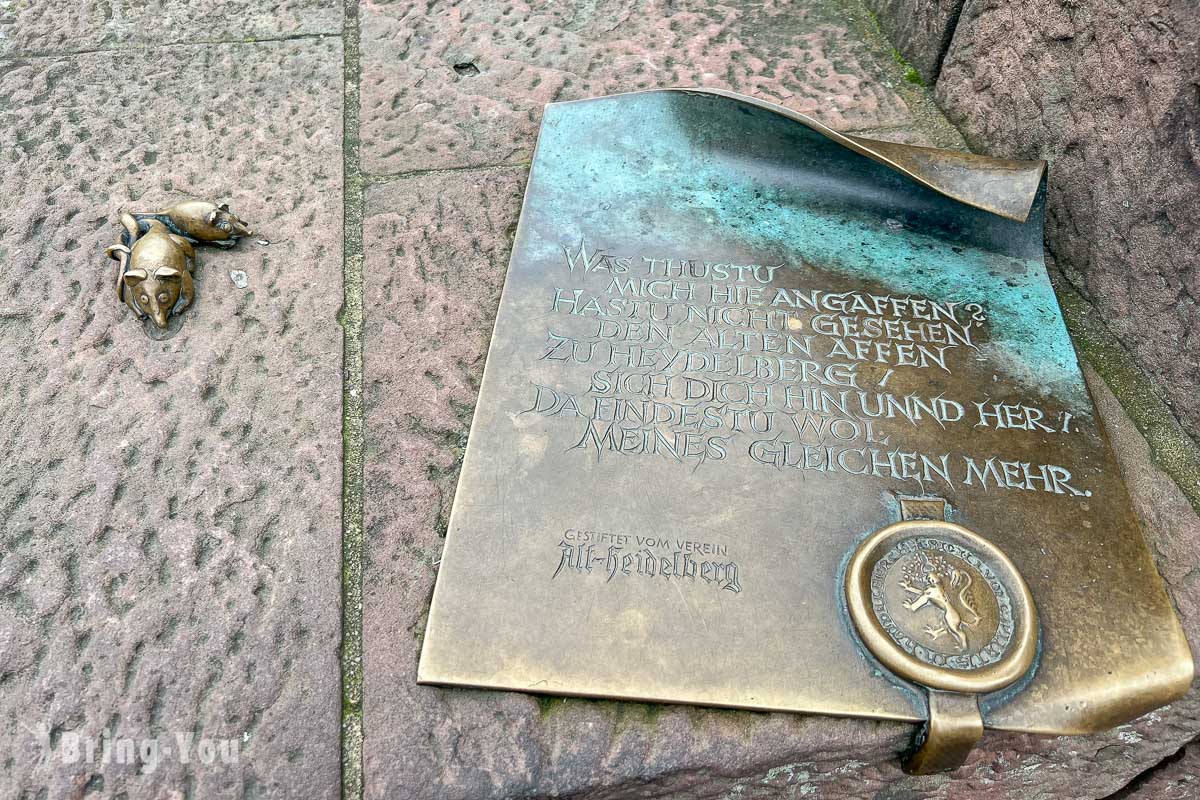 WAS THUSTU
MICH HIE ANGAFFEN?
HASTU NICHT GESEHEN
DEN ALTEN AFFEN
ZU HEYDELBERG /
SICH DICH HIN UNND HER /
DA FINDESTU WOL
MEINES GLEICHEN MEHR.
GESTIFTET VOM VEREIN
Alt-Heidelberg
Bring-You